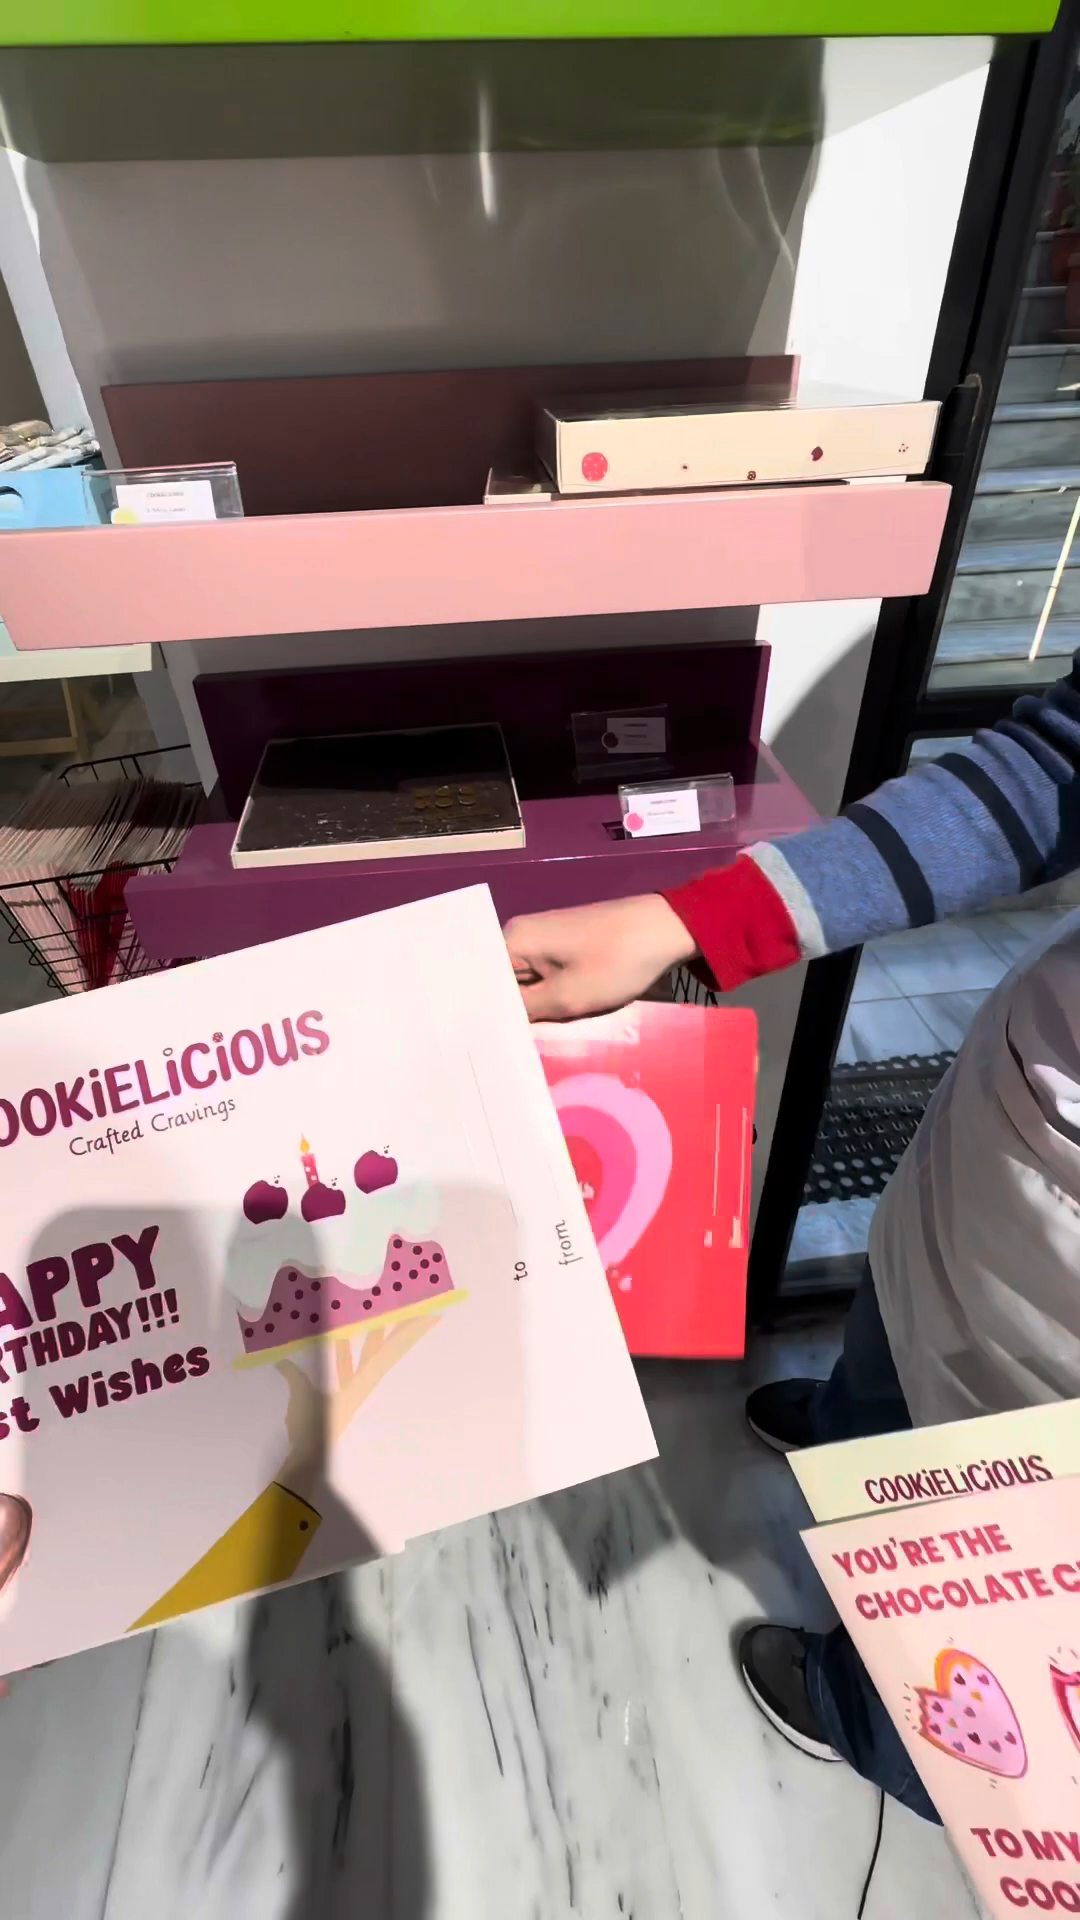 OOKiELiCiOUS
Crafted Cravings
APPY
RTHDAY!!!
st Wishes
to
from
COOKiELiCiOUS
YOU'RE THE
CHOCOLATE C
TO MY
COO